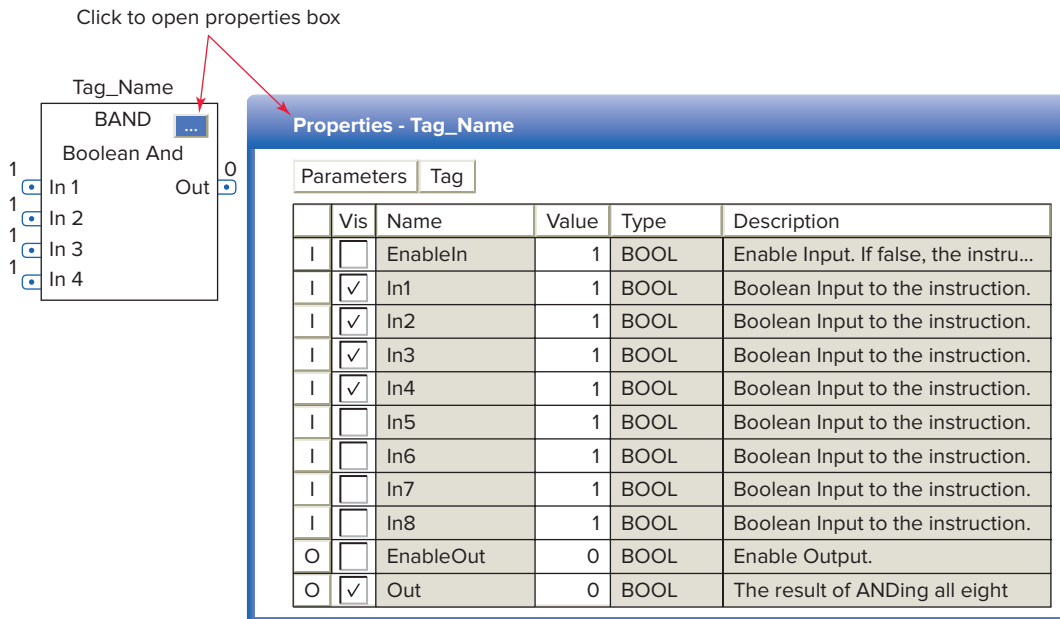 Click to open properties box
Tag_Name
BAND ...
Boolean And
1 In 1 Out 0
1 In 2
1 In 3
1 In 4
Properties - Tag_Name
Parameters Tag
Vis Name Value Type Description
I EnableIn 1 BOOL Enable Input. If false, the instru...
I ✓ In1 1 BOOL Boolean Input to the instruction.
I ✓ In2 1 BOOL Boolean Input to the instruction.
I ✓ In3 1 BOOL Boolean Input to the instruction.
I ✓ In4 1 BOOL Boolean Input to the instruction.
I In5 1 BOOL Boolean Input to the instruction.
I In6 1 BOOL Boolean Input to the instruction.
I In7 1 BOOL Boolean Input to the instruction.
I In8 1 BOOL Boolean Input to the instruction.
O EnableOut 0 BOOL Enable Output.
O ✓ Out 0 BOOL The result of ANDing all eight